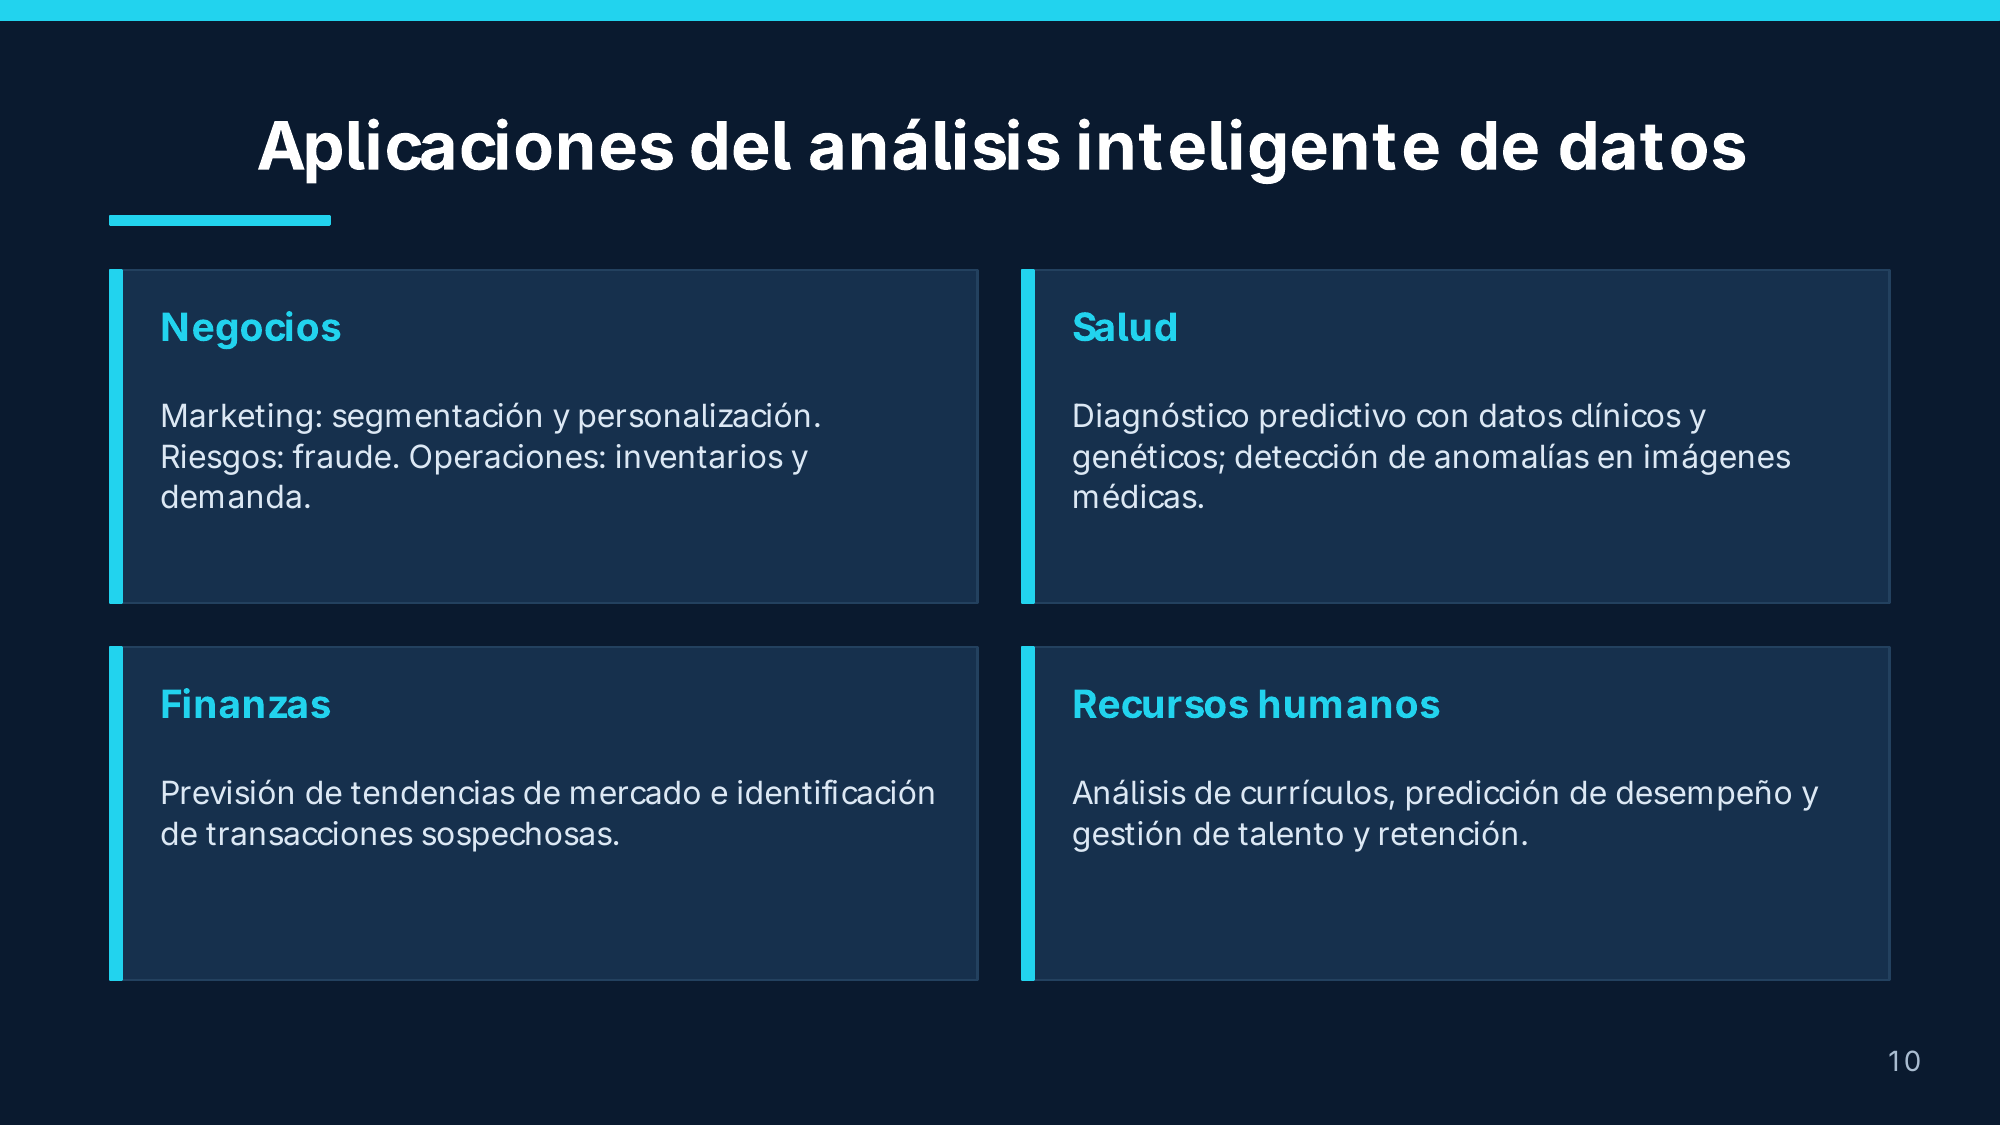 Aplicaciones del análisis inteligente de datos
Negocios
Marketing: segmentación y personalización.
Riesgos: fraude. Operaciones: inventarios y
demanda.
Salud
Diagnóstico predictivo con datos clínicos y
genéticos; detección de anomalías en imágenes
médicas.
Finanzas
Previsión de tendencias de mercado e identificación
de transacciones sospechosas.
Recursos humanos
Análisis de currículos, predicción de desempeño y
gestión de talento y retención.
10